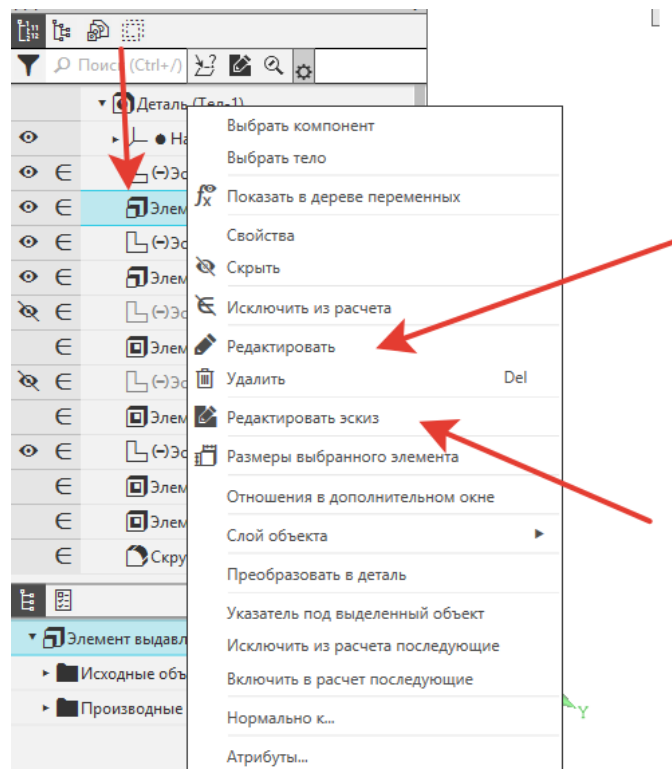 Поиск (Ctrl+/)
Деталь (Тел-1)
На
(-)Эс
Элем
(-)Эс
Элем
(-)Эс
Элем
(-)Эс
Элем
(-)Эс
Элем
Элем
Скру
Элемент выдавл
Исходные объ
Производные
Выбрать компонент
Выбрать тело
Показать в дереве переменных
Свойства
Скрыть
Исключить из расчета
Редактировать
Удалить Del
Редактировать эскиз
Размеры выбранного элемента
Отношения в дополнительном окне
Слой объекта
Преобразовать в деталь
Указатель под выделенный объект
Исключить из расчета последующие
Включить в расчет последующие
Нормально к...
Атрибуты...
Y